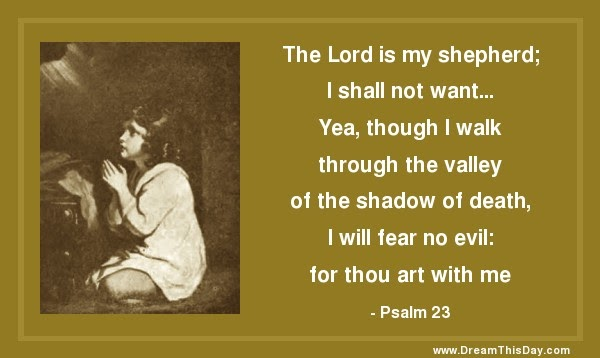 The Lord is my shepherd;
I shall not want...
Yea, though I walk
through the valley
of the shadow of death,
I will fear no evil:
for thou art with me
- Psalm 23
www.DreamThisDay.com